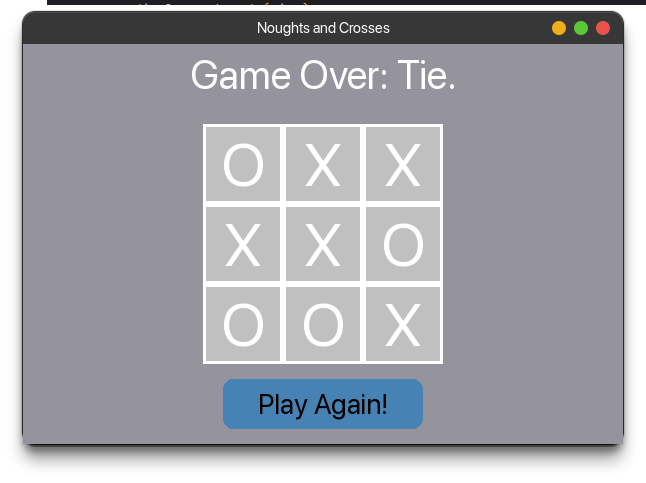 Noughts and Crosses
Game Over: Tie.
O X X
X X O
O O X
Play Again!